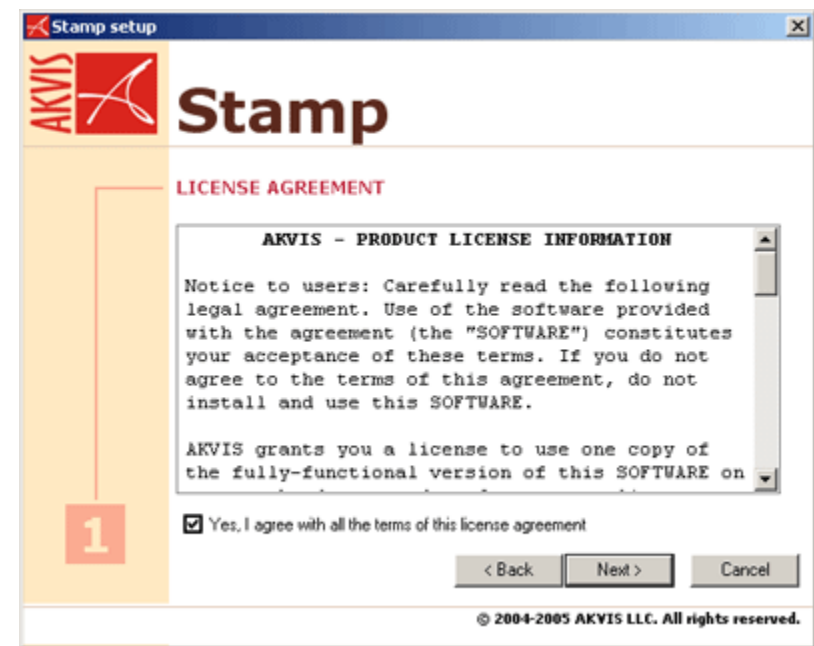 Stamp setup
AKVIS
Stamp
LICENSE AGREEMENT
AKVIS - PRODUCT LICENSE INFORMATION
Notice to users: Carefully read the following
legal agreement. Use of the software provided
with the agreement (the "SOFTWARE") constitutes
your acceptance of these terms. If you do not
agree to the terms of this agreement, do not
install and use this SOFTWARE.
AKVIS grants you a license to use one copy of
the fully-functional version of this SOFTWARE on
1
Yes, I agree with all the terms of this license agreement
< Back
Next >
Cancel
© 2004-2005 AKVIS LLC. All rights reserved.